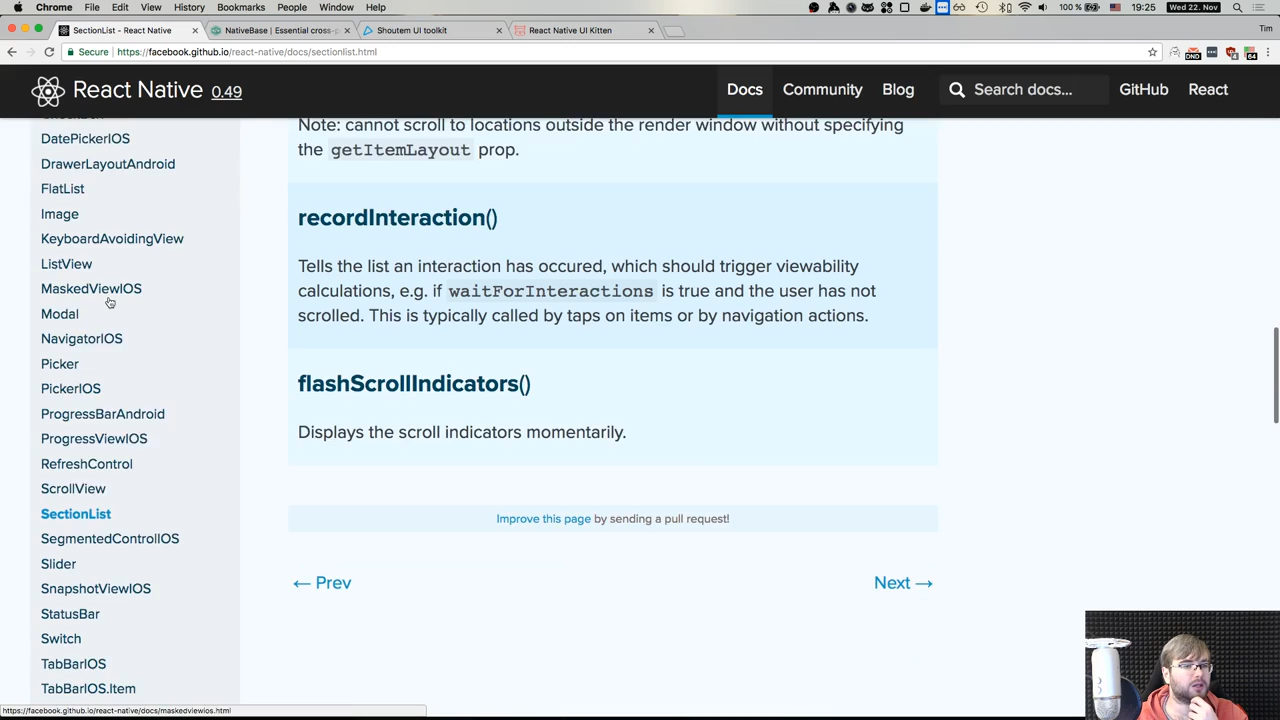 Chrome File Edit View History Bookmarks People Window Help 100 % Wed 22. Nov 19:25
SectionList - React Native NativeBase | Essential cross-p Shoutem UI toolkit React Native UI Kitten Tim
Secure https://facebook.github.io/react-native/docs/sectionlist.html
React Native 0.49 Docs Community Blog Search docs... GitHub React
DatePickerIOS
DrawerLayoutAndroid
FlatList
Image
KeyboardAvoidingView
ListView
MaskedViewIOS
Modal
NavigatorIOS
Picker
PickerIOS
ProgressBarAndroid
ProgressViewIOS
RefreshControl
ScrollView
SectionList
SegmentedControlIOS
Slider
SnapshotViewIOS
StatusBar
Switch
TabBarIOS
TabBarIOS.Item
Note: cannot scroll to locations outside the render window without specifying
the getItemLayout prop.
recordInteraction()
Tells the list an interaction has occured, which should trigger viewability
calculations, e.g. if waitForInteractions is true and the user has not
scrolled. This is typically called by taps on items or by navigation actions.
flashScrollIndicators()
Displays the scroll indicators momentarily.
Improve this page by sending a pull request!
← Prev Next →
https://facebook.github.io/react-native/docs/maskedviewios.html